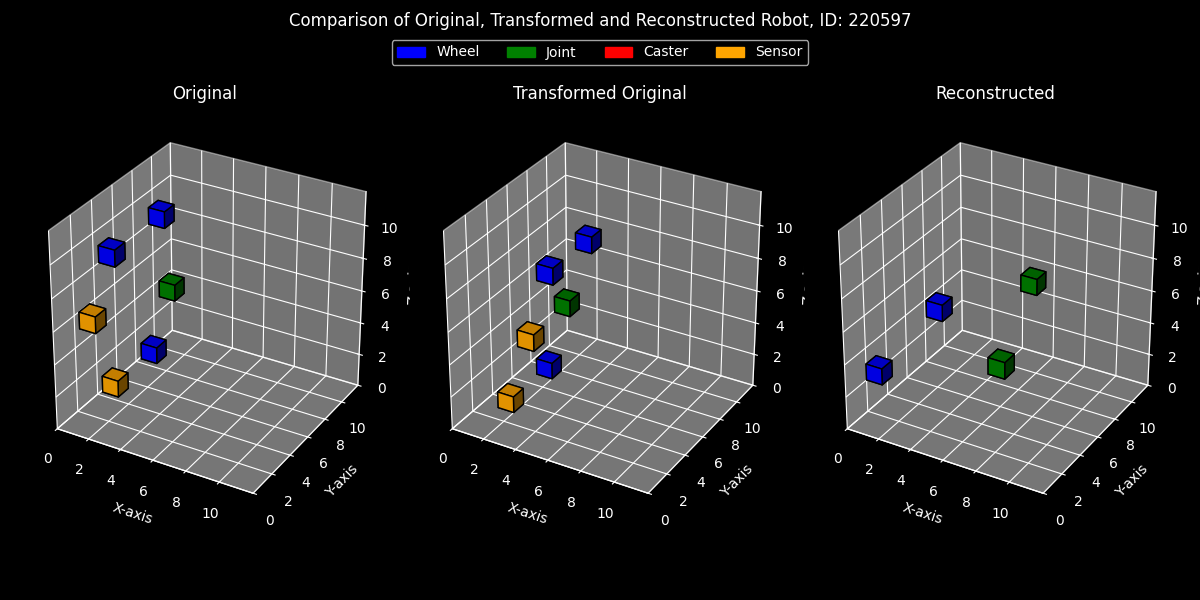 Comparison of Original, Transformed and Reconstructed Robot, ID: 220597
Wheel Joint Caster Sensor
Original Transformed Original Reconstructed
10 10 10
8 8 8
6 6 6
4 4 4
2 2 2
0 0 0
10 10 10
8 8 8
0 6 0 6 0 6
2 4 2 4 2 4
4 2 4 2 4 2
6 0 6 0 6 0
8 8 8
10 10 10
X-axis Y-axis X-axis Y-axis X-axis Y-axis